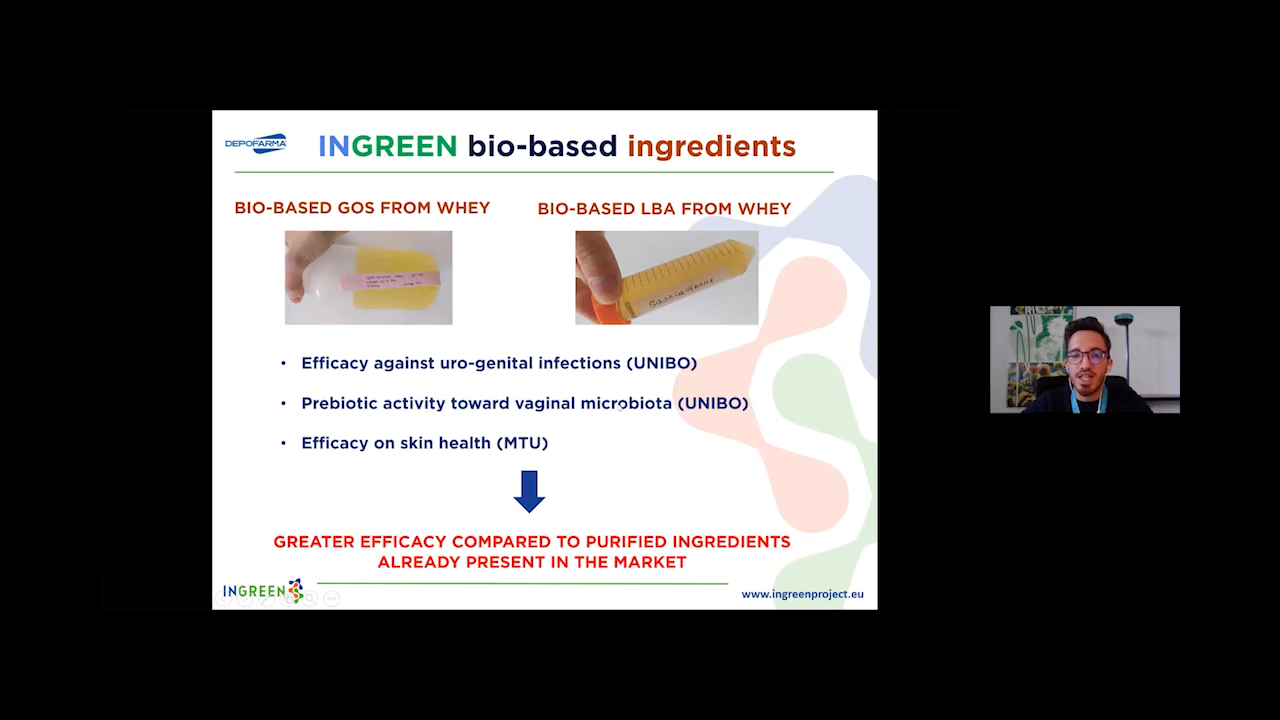 DEPOFARMA
INGREEN bio-based ingredients
BIO-BASED GOS FROM WHEY
BIO-BASED LBA FROM WHEY
SQUACQUERONE
• Efficacy against uro-genital infections (UNIBO)
• Prebiotic activity toward vaginal microbiota (UNIBO)
• Efficacy on skin health (MTU)
GREATER EFFICACY COMPARED TO PURIFIED INGREDIENTS
ALREADY PRESENT IN THE MARKET
INGREEN
www.ingreenproject.eu